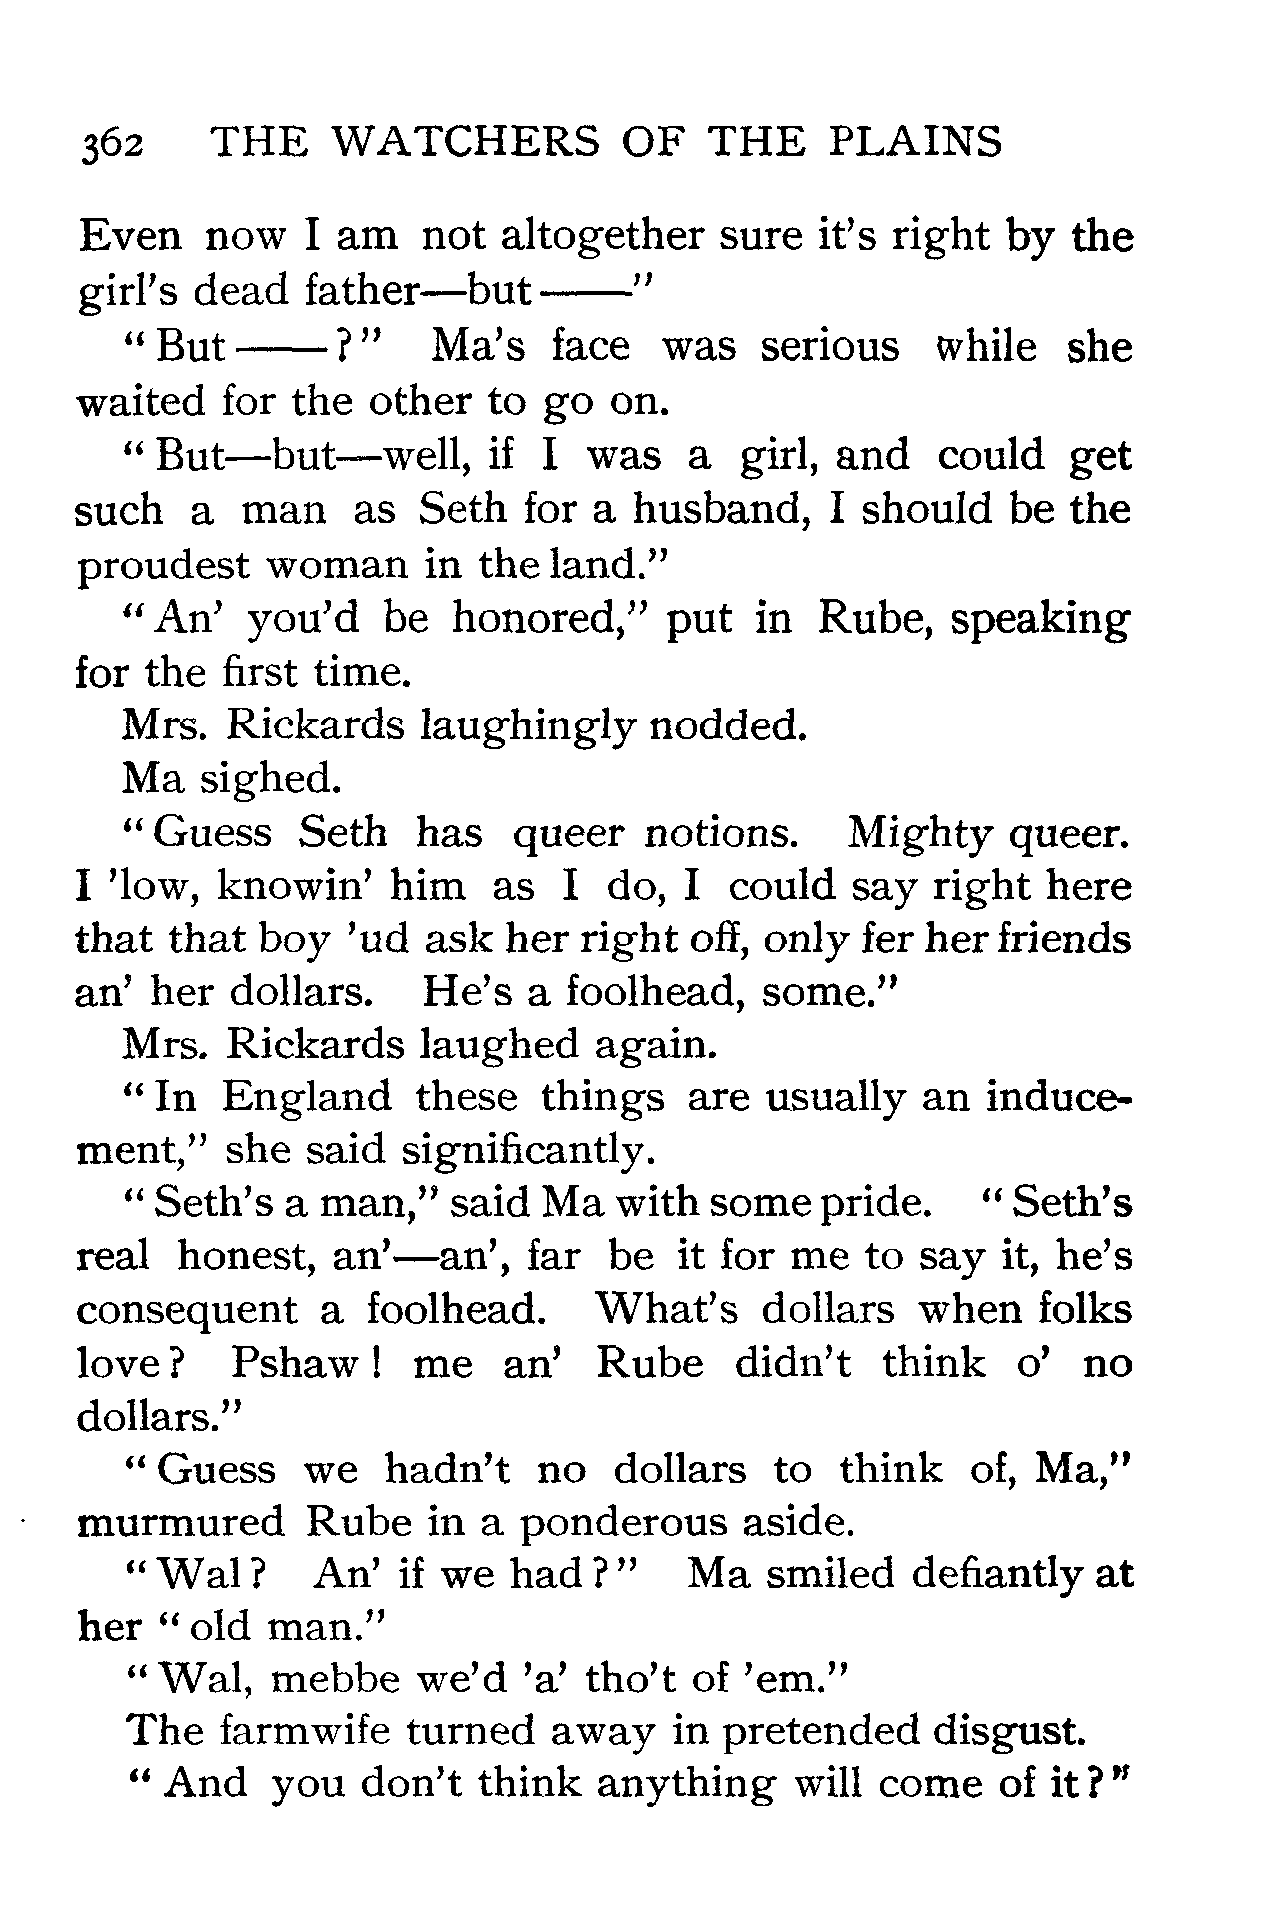 362 THE WATCHERS OF THE PLAINS
Even now I am not altogether sure it's right by the
girl's dead father—but——"
"But——?" Ma's face was serious while she
waited for the other to go on.
"But—but—well, if I was a girl, and could get
such a man as Seth for a husband, I should be the
proudest woman in the land."
"An' you'd be honored," put in Rube, speaking
for the first time.
Mrs. Rickards laughingly nodded.
Ma sighed.
"Guess Seth has queer notions. Mighty queer.
I 'low, knowin' him as I do, I could say right here
that that boy 'ud ask her right off, only fer her friends
an' her dollars. He's a foolhead, some."
Mrs. Rickards laughed again.
"In England these things are usually an induce-
ment," she said significantly.
"Seth's a man," said Ma with some pride. "Seth's
real honest, an'—an', far be it for me to say it, he's
consequent a foolhead. What's dollars when folks
love? Pshaw! me an' Rube didn't think o' no
dollars."
"Guess we hadn't no dollars to think of, Ma,"
murmured Rube in a ponderous aside.
"Wal? An' if we had?" Ma smiled defiantly at
her "old man."
"Wal, mebbe we'd 'a' tho't of 'em."
The farmwife turned away in pretended disgust.
"And you don't think anything will come of it?"